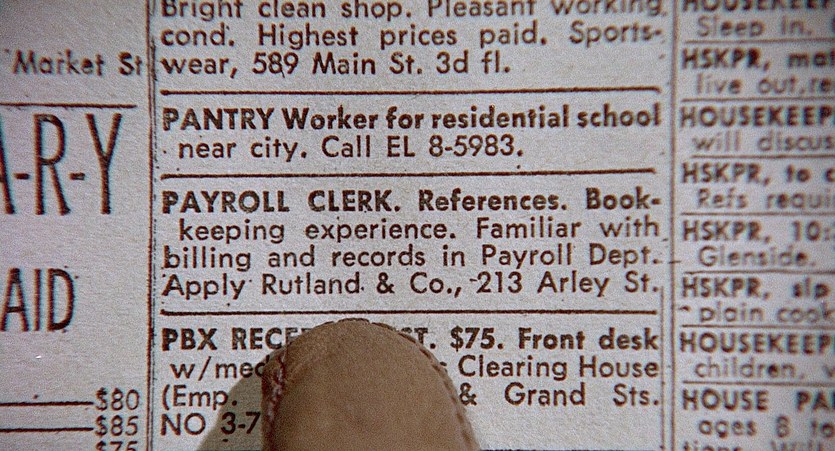 Market St
A-R-Y
AID
$80
$85
$75
Bright clean shop. Pleasant working
cond. Highest prices paid. Sports-
wear, 589 Main St. 3d fl.
PANTRY Worker for residential school
near city. Call EL 8-5983.
PAYROLL CLERK. References. Book-
keeping experience. Familiar with
billing and records in Payroll Dept.
Apply Rutland & Co., 213 Arley St.
PBX $75. Front desk
Clearing House
(Emp. & Grand Sts.
NO 3-7
HOUSEKEEP
Sleep in.
HSKPR, mat
live out, re
HOUSEKEEP
will discus
HSKPR, to c
Refs requi
HSKPR, 10:
Glenside.
HSKPR, slp
plain cook
HOUSEKEEP
children,
HOUSE PA
ages 8 to